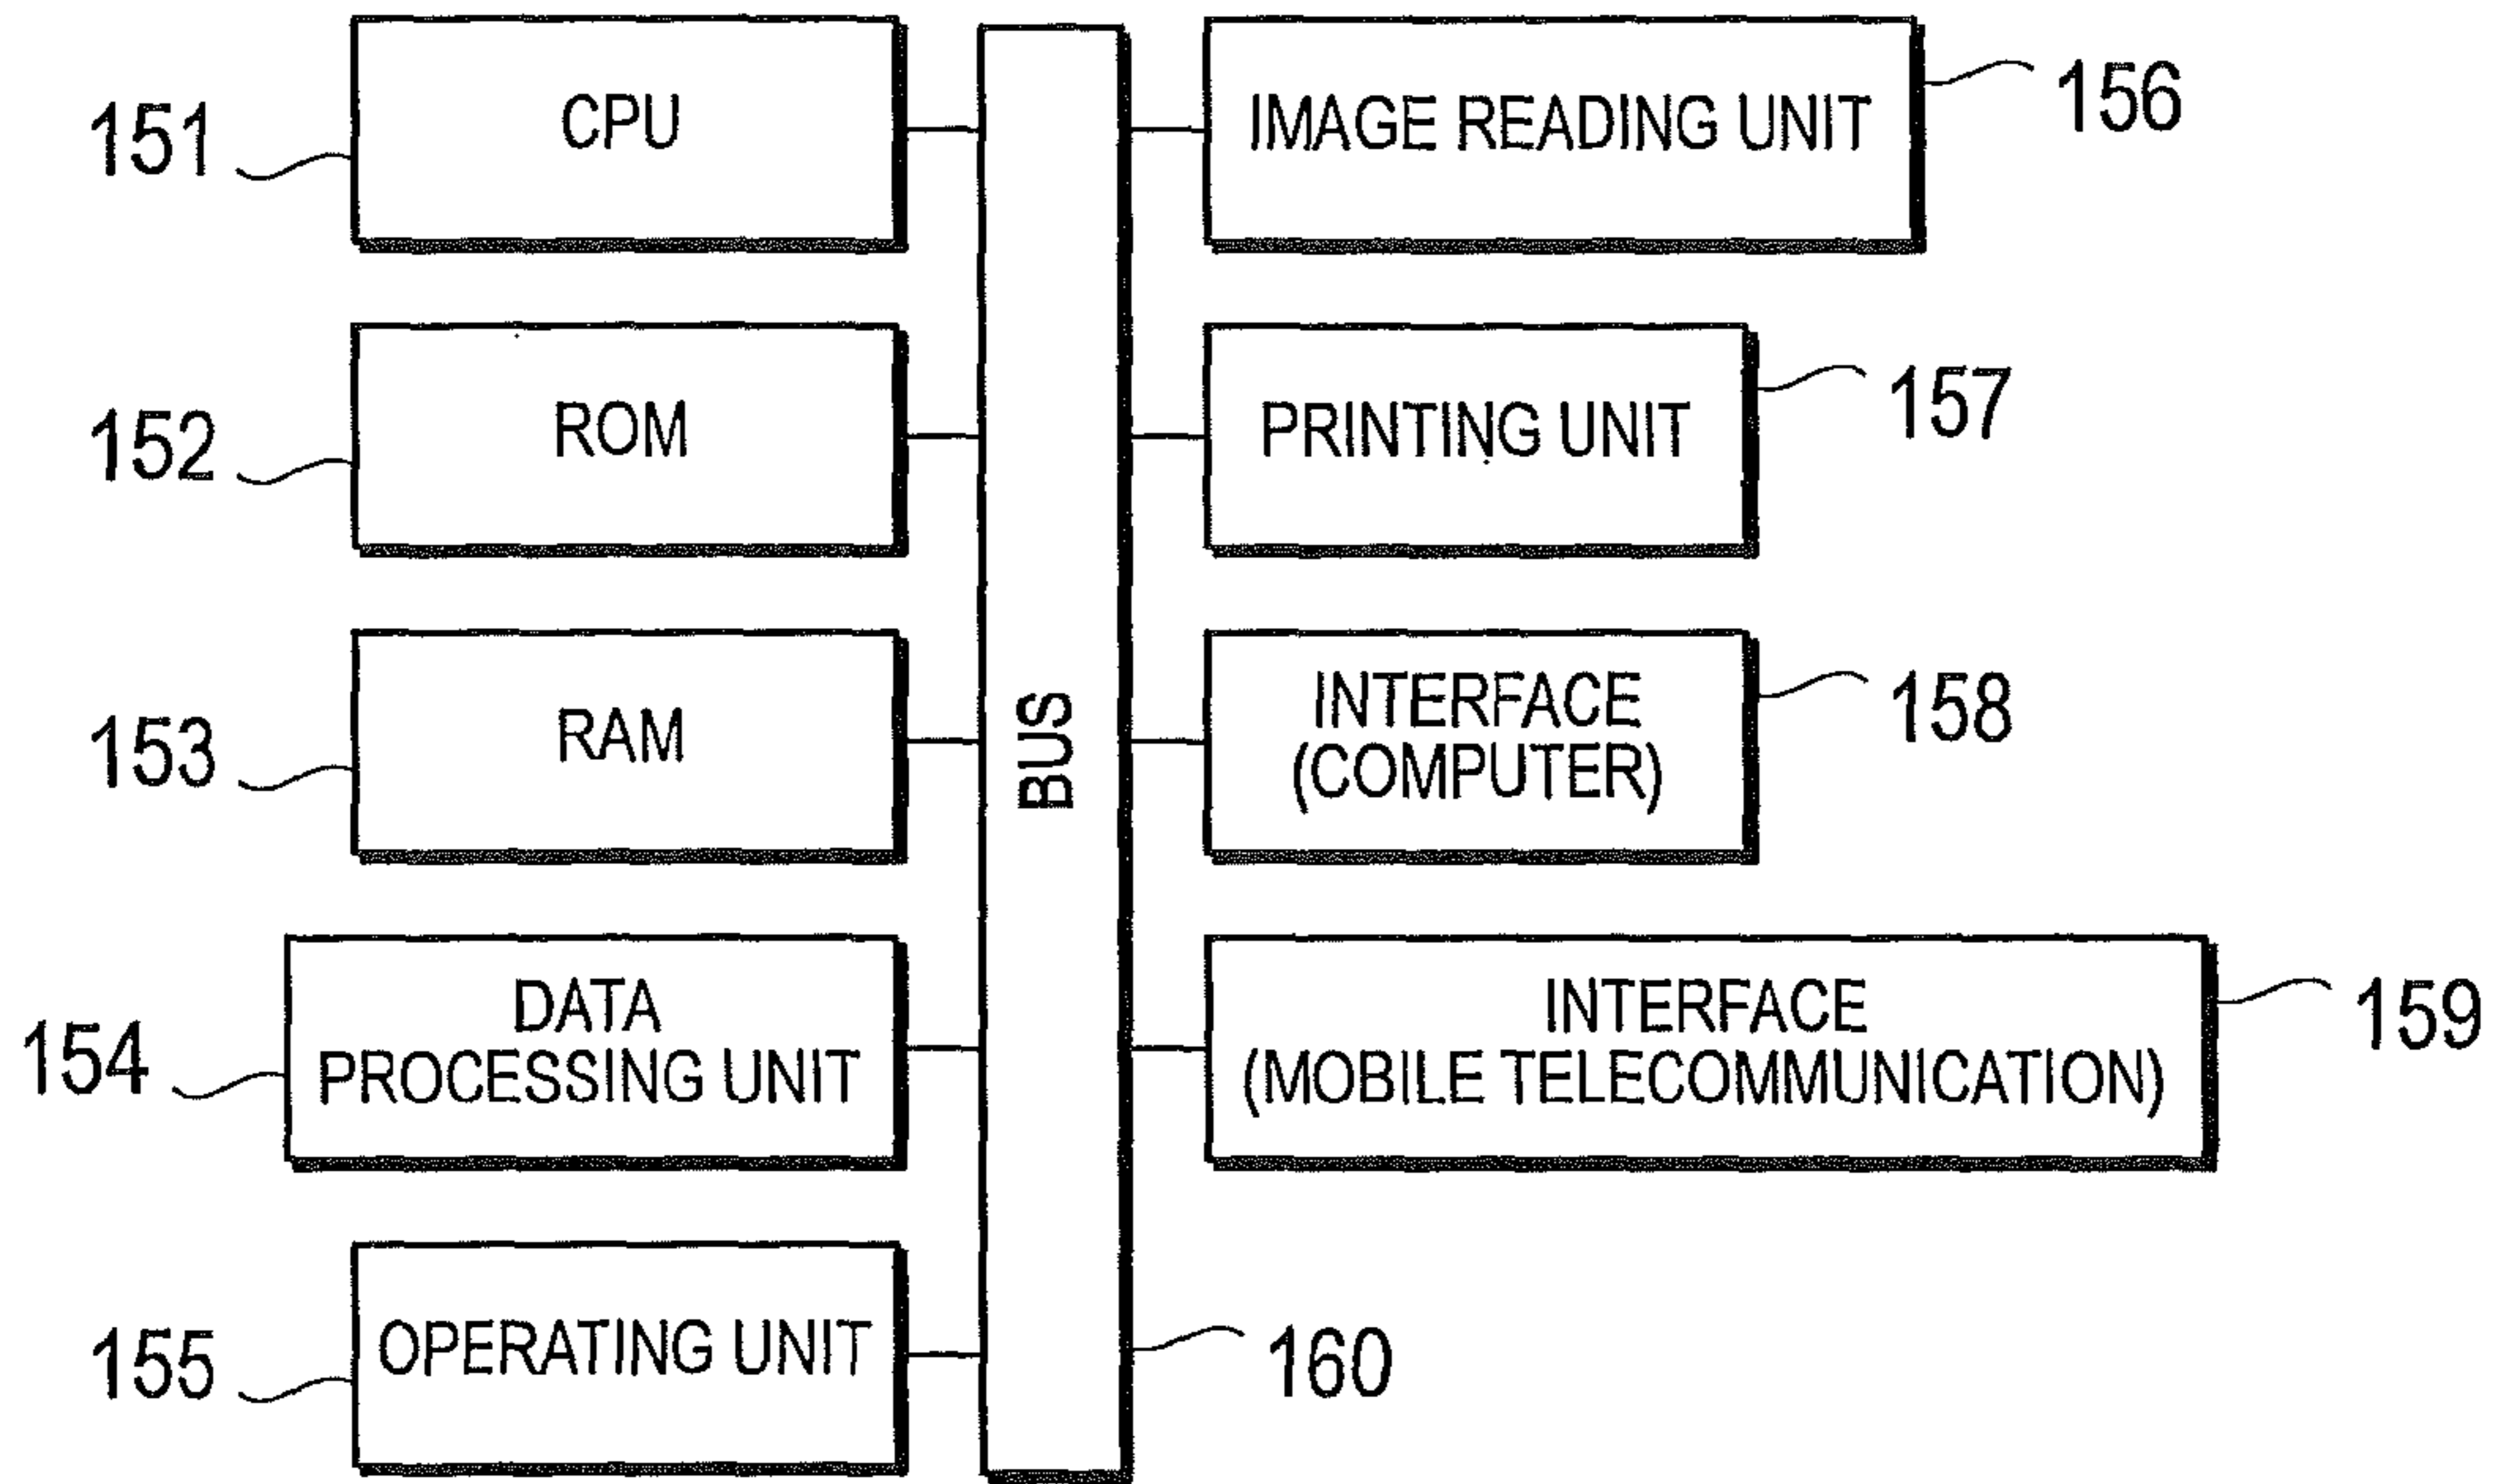 151
CPU
152
ROM
153
RAM
154
DATA
PROCESSING UNIT
155
OPERATING UNIT
BUS
IMAGE READING UNIT
156
PRINTING UNIT
157
INTERFACE
(COMPUTER)
158
INTERFACE
(MOBILE TELECOMMUNICATION)
159
160